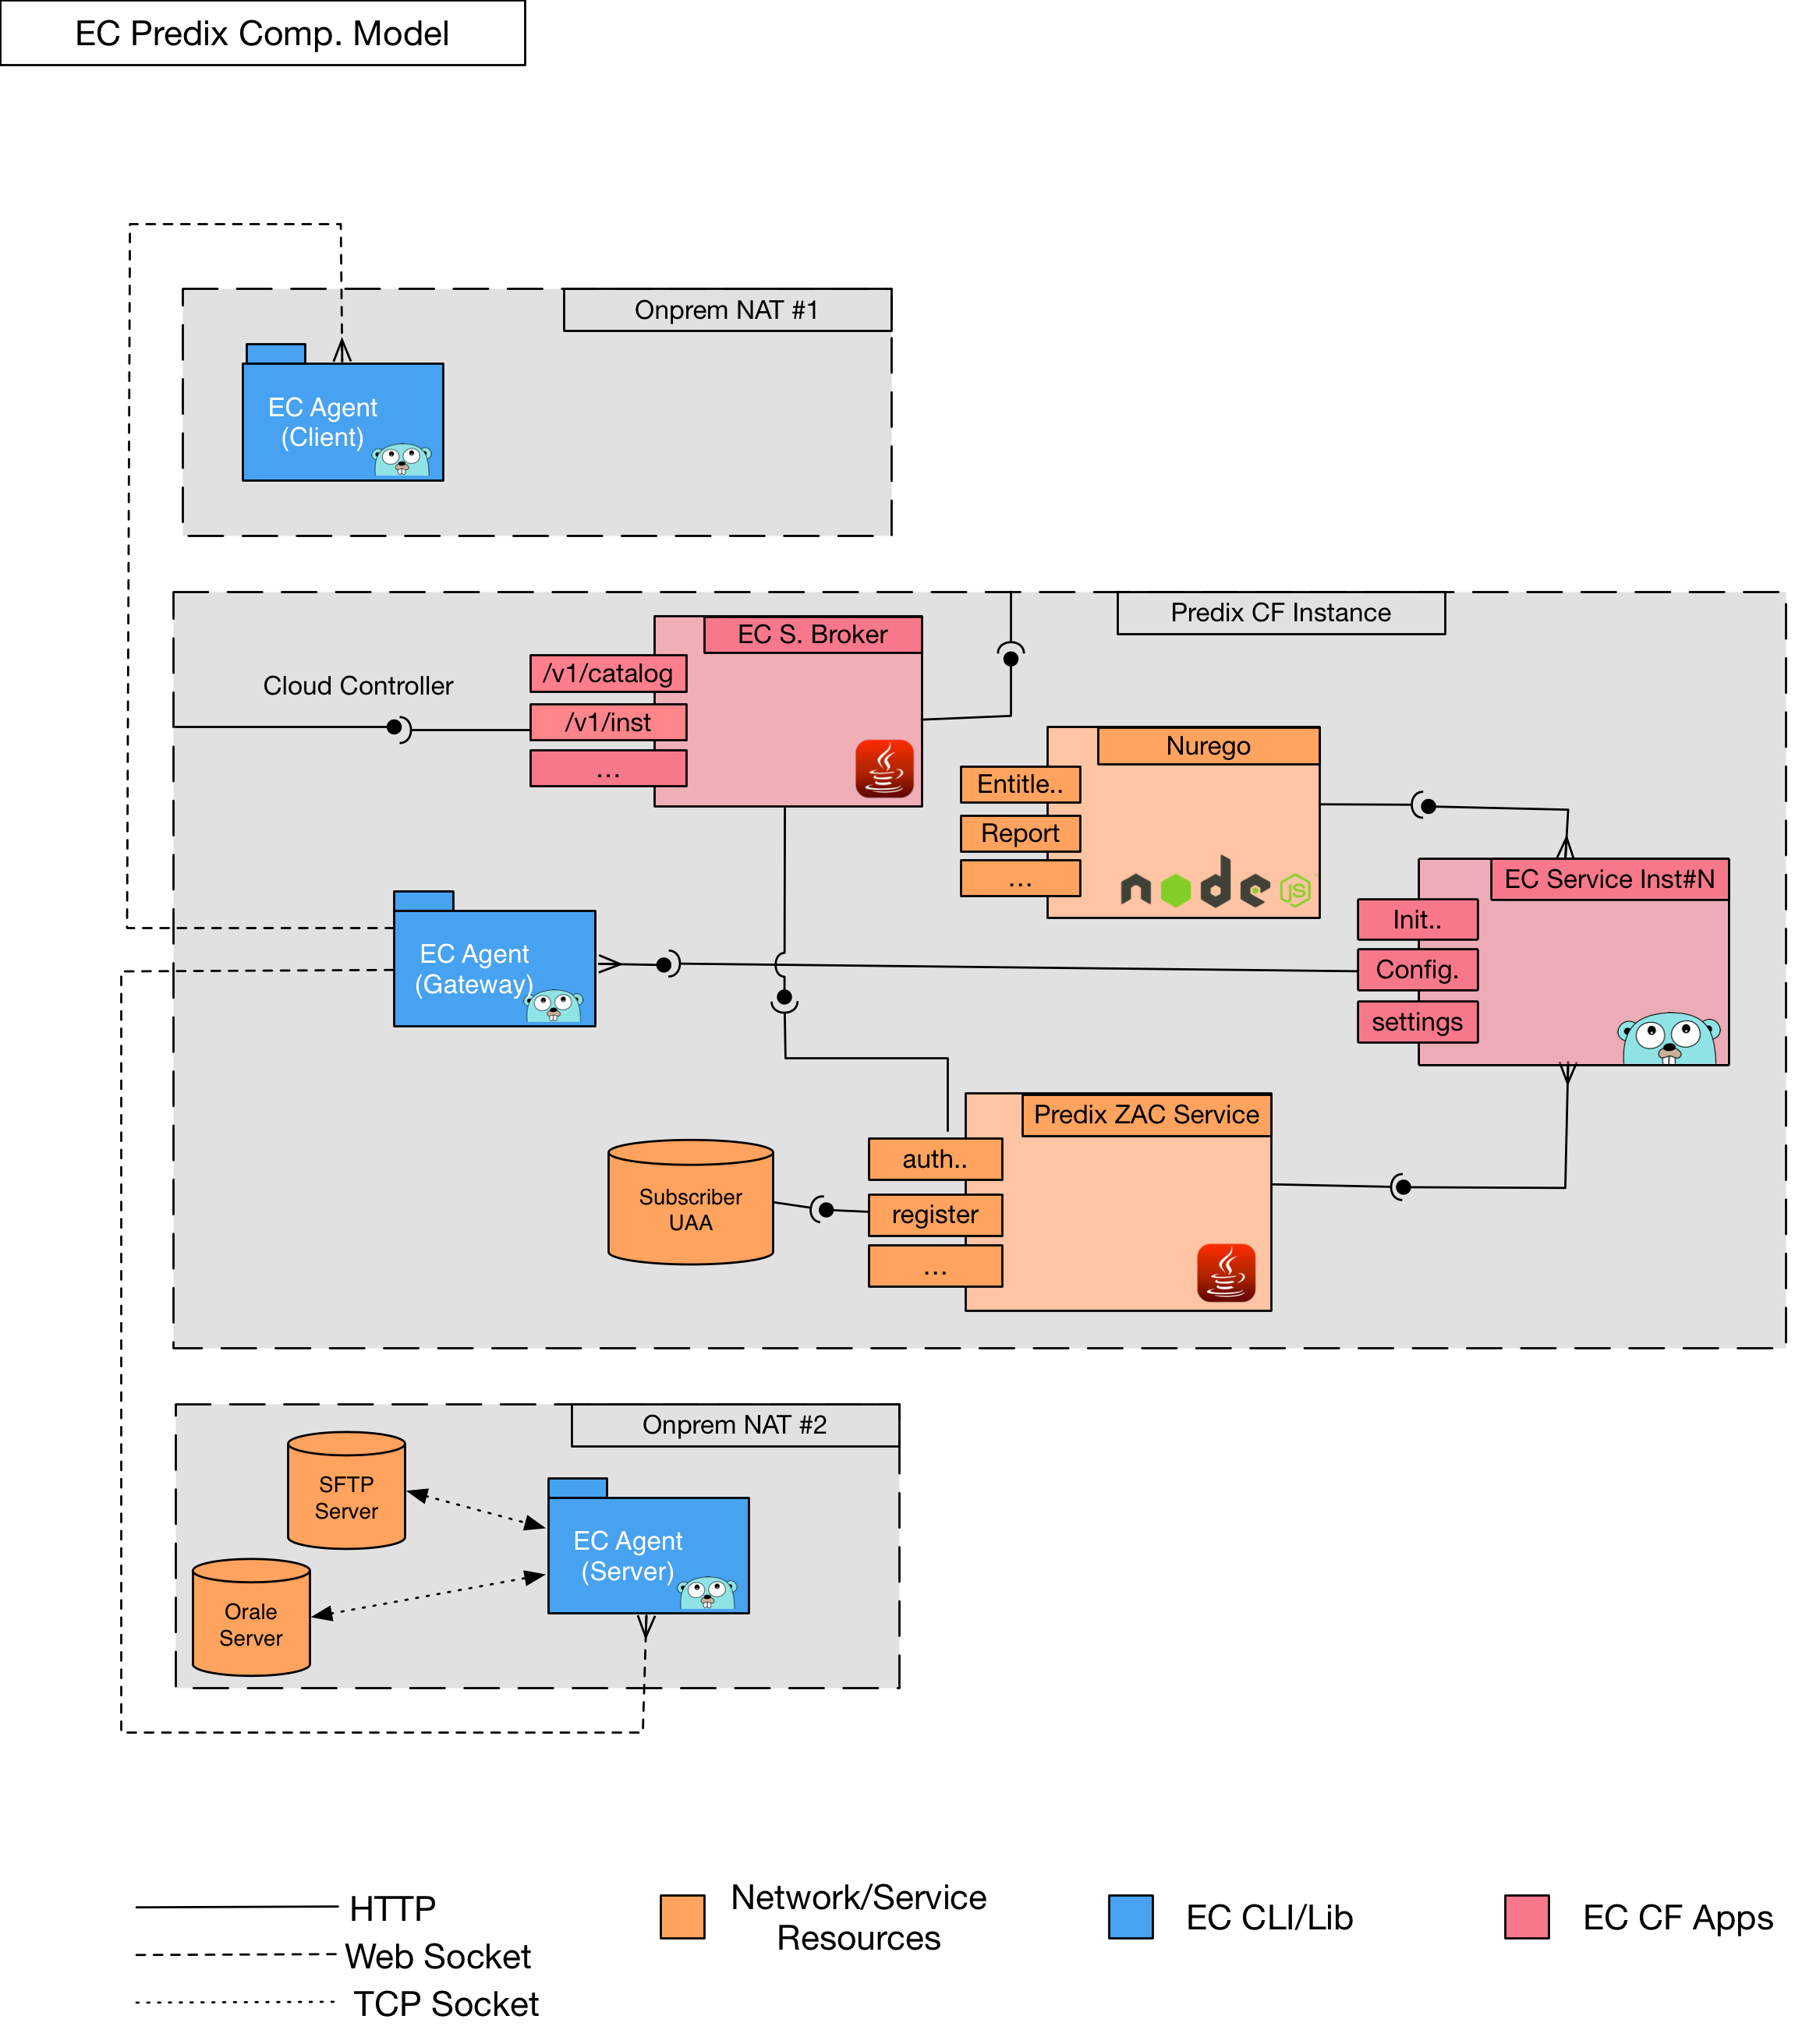 EC Predix Comp. Model
Onprem NAT #1
EC Agent
(Client)
Predix CF Instance
EC S. Broker
/v1/catalog
/v1/inst
...
Cloud Controller
Nurego
Entitle..
Report
...
node
JS
EC Service Inst#N
Init..
Config.
settings
EC Agent
(Gateway)
Predix ZAC Service
auth..
register
...
Subscriber
UAA
Onprem NAT #2
SFTP
Server
EC Agent
(Server)
Orale
Server
HTTP
Web Socket
TCP Socket
Network/Service
Resources
EC CLI/Lib
EC CF Apps